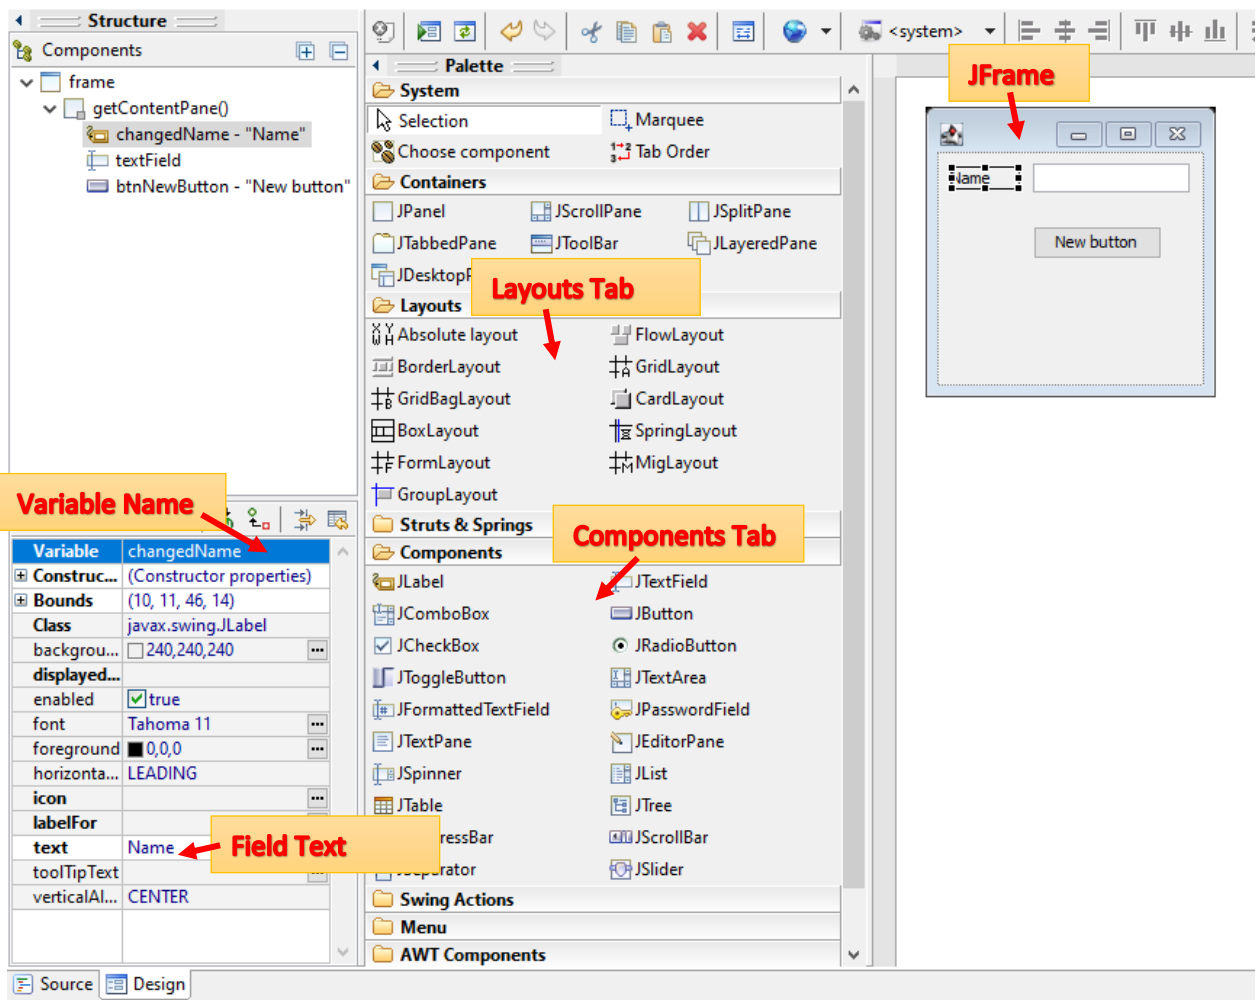 Structure
Components
frame
getContentPane()
changedName - "Name"
textField
btnNewButton - "New button"
Variable Name
Variable changedName
Construc... (Constructor properties)
Bounds (10, 11, 46, 14)
Class javax.swing.JLabel
backgrou... 240,240,240
displayed...
enabled true
font Tahoma 11
foreground 0,0,0
horizonta... LEADING
icon
labelFor
text Name
Field Text
toolTipText
verticalAl... CENTER
Source Design
<system>
Palette
System
Selection Marquee
Choose component Tab Order
Containers
JPanel JScrollPane JSplitPane
JTabbedPane JToolBar JLayeredPane
JDesktopP
Layouts Tab
Layouts
Absolute layout FlowLayout
BorderLayout GridLayout
GridBagLayout CardLayout
BoxLayout SpringLayout
FormLayout MigLayout
GroupLayout
Struts & Springs
Components Tab
Components
JLabel JTextField
JComboBox JButton
JCheckBox JRadioButton
JToggleButton JTextArea
JFormattedTextField JPasswordField
JTextPane JEditorPane
JSpinner JList
JTable JTree
ressBar JScrollBar
JSlider
Swing Actions
Menu
AWT Components
JFrame
Name
New button